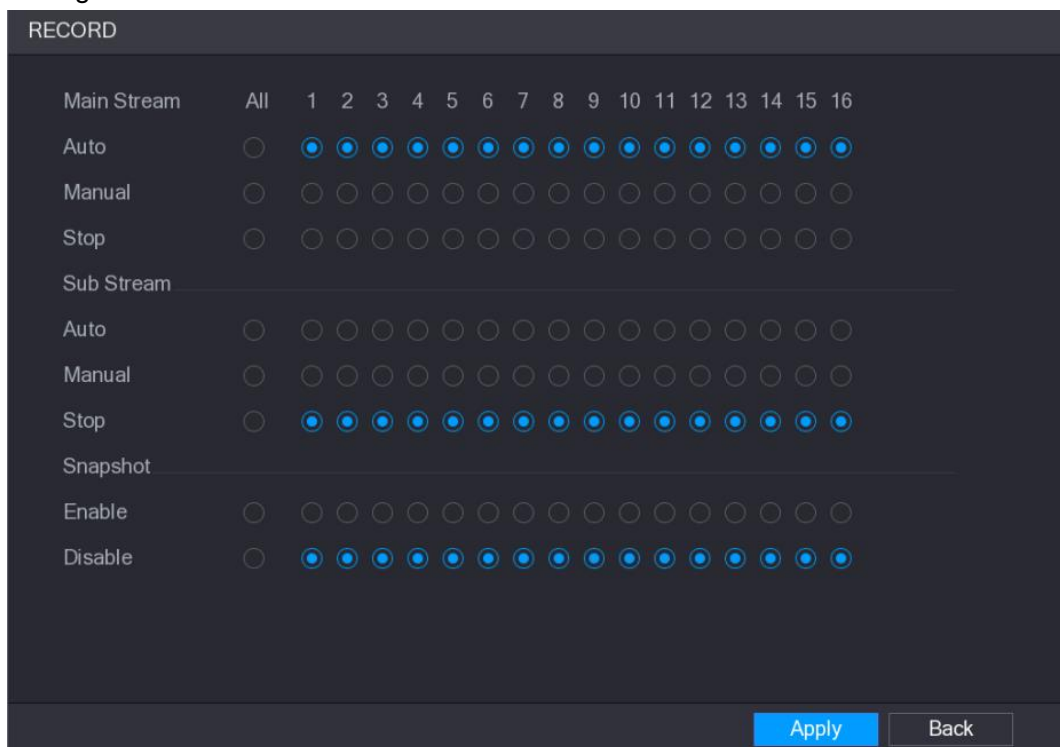 RECORD
Main Stream All 1 2 3 4 5 6 7 8 9 10 11 12 13 14 15 16
Auto
Manual
Stop
Sub Stream
Auto
Manual
Stop
Snapshot
Enable
Disable
Apply Back